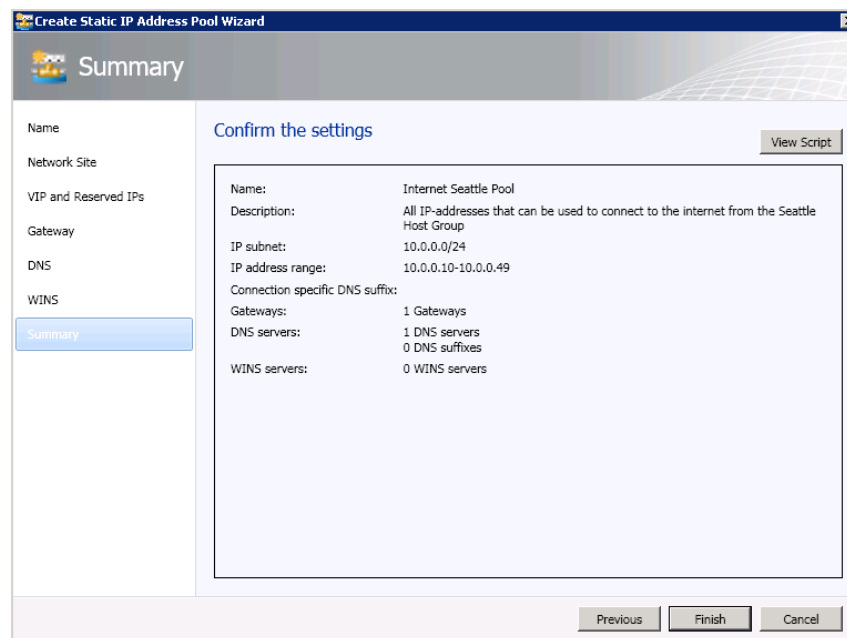 Create Static IP Address Pool Wizard
Summary
Name
Network Site
VIP and Reserved IPs
Gateway
DNS
WINS
Summary
Confirm the settings
View Script
Name: Internet Seattle Pool
Description: All IP-addresses that can be used to connect to the internet from the Seattle
Host Group
IP subnet: 10.0.0.0/24
IP address range: 10.0.0.10-10.0.0.49
Connection specific DNS suffix:
Gateways: 1 Gateways
DNS servers: 1 DNS servers
0 DNS suffixes
WINS servers: 0 WINS servers
Previous Finish Cancel